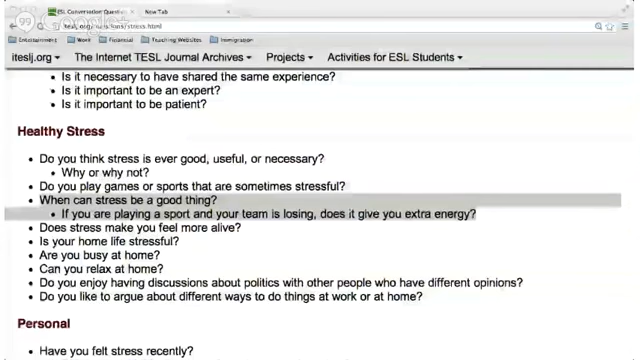 ESL Conversation Questi
New Tab
iteslj.org/questions/stress.html
Entertainment Work Financial Teaching Websites Immigration
iteslj.org The Internet TESL Journal Archives Projects Activities for ESL Students
Is it necessary to have shared the same experience?
Is it important to be an expert?
Is it important to be patient?
Healthy Stress
Do you think stress is ever good, useful, or necessary?
Why or why not?
Do you play games or sports that are sometimes stressful?
When can stress be a good thing?
If you are playing a sport and your team is losing, does it give you extra energy?
Does stress make you feel more alive?
Is your home life stressful?
Are you busy at home?
Can you relax at home?
Do you enjoy having discussions about politics with other people who have different opinions?
Do you like to argue about different ways to do things at work or at home?
Personal
Have you felt stress recently?